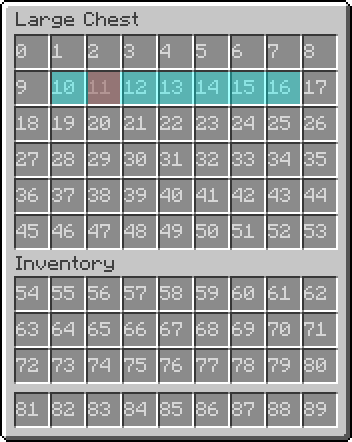 Large Chest
0 1 2 3 4 5 6 7 8
9 10 11 12 13 14 15 16 17
18 19 20 21 22 23 24 25 26
27 28 29 30 31 32 33 34 35
36 37 38 39 40 41 42 43 44
45 46 47 48 49 50 51 52 53
Inventory
54 55 56 57 58 59 60 61 62
63 64 65 66 67 68 69 70 71
72 73 74 75 76 77 78 79 80
81 82 83 84 85 86 87 88 89